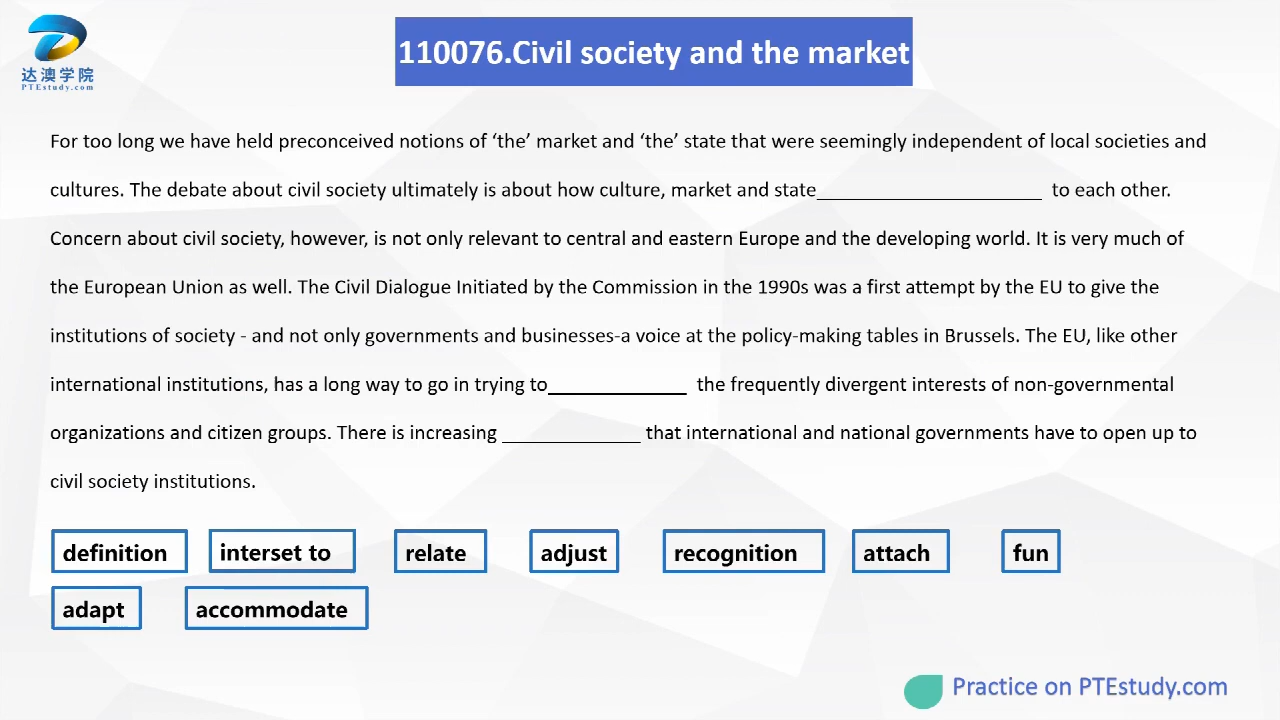 达澳学院
PTEstudy.com
110076.Civil society and the market
For too long we have held preconceived notions of ‘the’ market and ‘the’ state that were seemingly independent of local societies and
cultures. The debate about civil society ultimately is about how culture, market and state______________________ to each other.
Concern about civil society, however, is not only relevant to central and eastern Europe and the developing world. It is very much of
the European Union as well. The Civil Dialogue Initiated by the Commission in the 1990s was a first attempt by the EU to give the
institutions of society - and not only governments and businesses-a voice at the policy-making tables in Brussels. The EU, like other
international institutions, has a long way to go in trying to______________ the frequently divergent interests of non-governmental
organizations and citizen groups. There is increasing ______________ that international and national governments have to open up to
civil society institutions.
definition interset to relate adjust recognition attach fun
adapt accommodate
Practice on PTEstudy.com